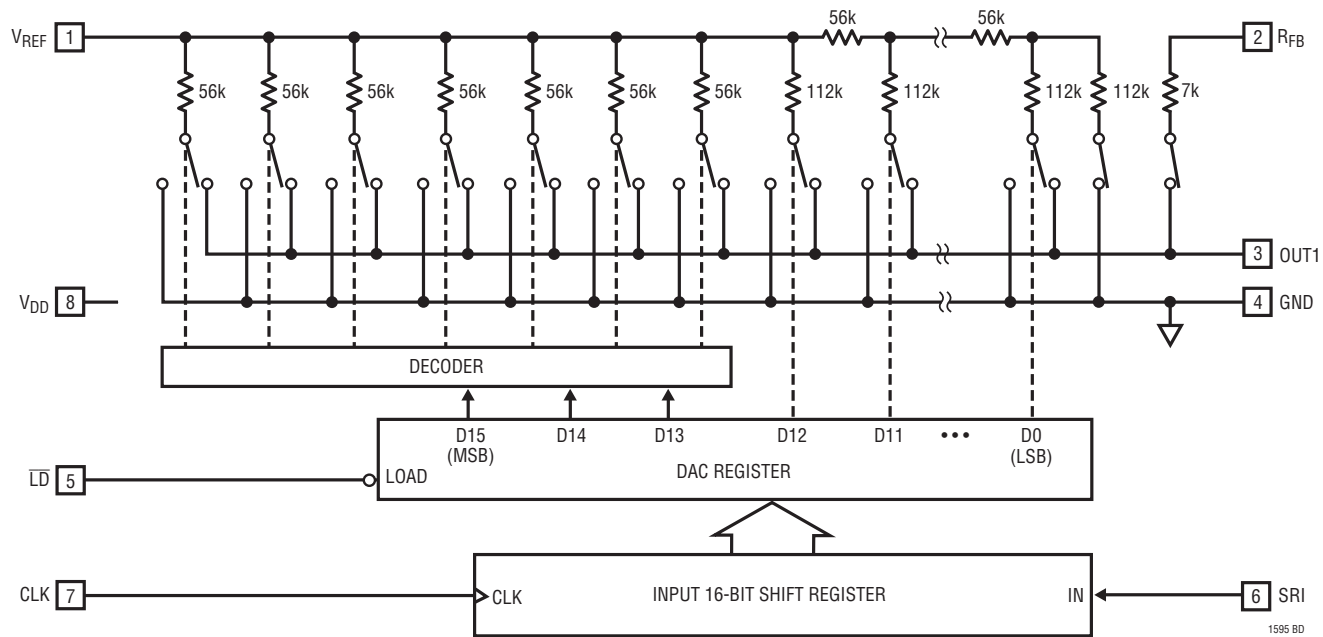 56k 56k
VREF 1 2 RFB
56k 56k 56k 56k 56k 56k 56k 112k 112k 112k 112k 7k
3 OUT1
VDD 8 4 GND
DECODER
D15 D14 D13 D12 D11 ••• D0
(MSB) (LSB)
LD 5 LOAD DAC REGISTER
CLK 7 CLK INPUT 16-BIT SHIFT REGISTER IN 6 SRI
1595 BD